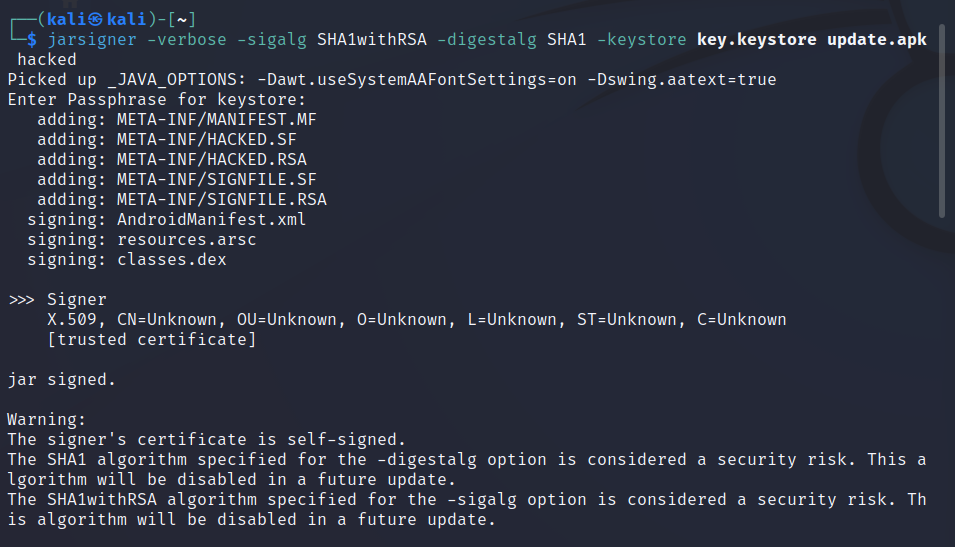 ┌──(kali㉿kali)-[~]
└─$ jarsigner -verbose -sigalg SHA1withRSA -digestalg SHA1 -keystore key.keystore update.apk
 hacked
Picked up _JAVA_OPTIONS: -Dawt.useSystemAAFontSettings=on -Dswing.aatext=true
Enter Passphrase for keystore:
   adding: META-INF/MANIFEST.MF
   adding: META-INF/HACKED.SF
   adding: META-INF/HACKED.RSA
   adding: META-INF/SIGNFILE.SF
   adding: META-INF/SIGNFILE.RSA
  signing: AndroidManifest.xml
  signing: resources.arsc
  signing: classes.dex

>>> Signer
    X.509, CN=Unknown, OU=Unknown, O=Unknown, L=Unknown, ST=Unknown, C=Unknown
    [trusted certificate]

jar signed.

Warning:
The signer's certificate is self-signed.
The SHA1 algorithm specified for the -digestalg option is considered a security risk. This a
lgorithm will be disabled in a future update.
The SHA1withRSA algorithm specified for the -sigalg option is considered a security risk. Th
is algorithm will be disabled in a future update.